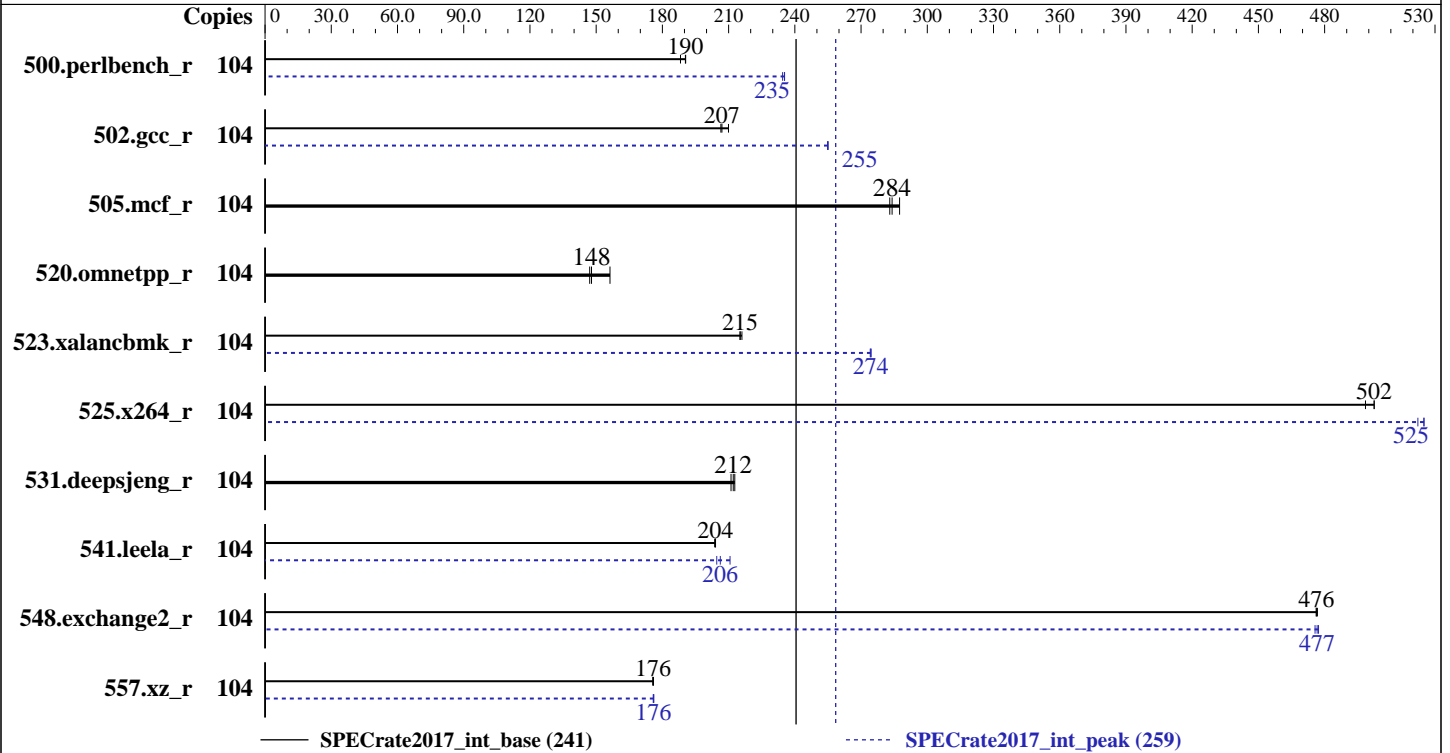 Copies 0 30.0 60.0 90.0 120 150 180 210 240 270 300 330 360 390 420 450 480 530
190
500.perlbench_r 104
235
207
502.gcc_r 104
255
284
505.mcf_r 104
148
520.omnetpp_r 104
215
523.xalancbmk_r 104
274
502
525.x264_r 104
525
212
531.deepsjeng_r 104
204
541.leela_r 104
206
476
548.exchange2_r 104
477
176
557.xz_r 104
176
SPECrate2017_int_base (241) SPECrate2017_int_peak (259)